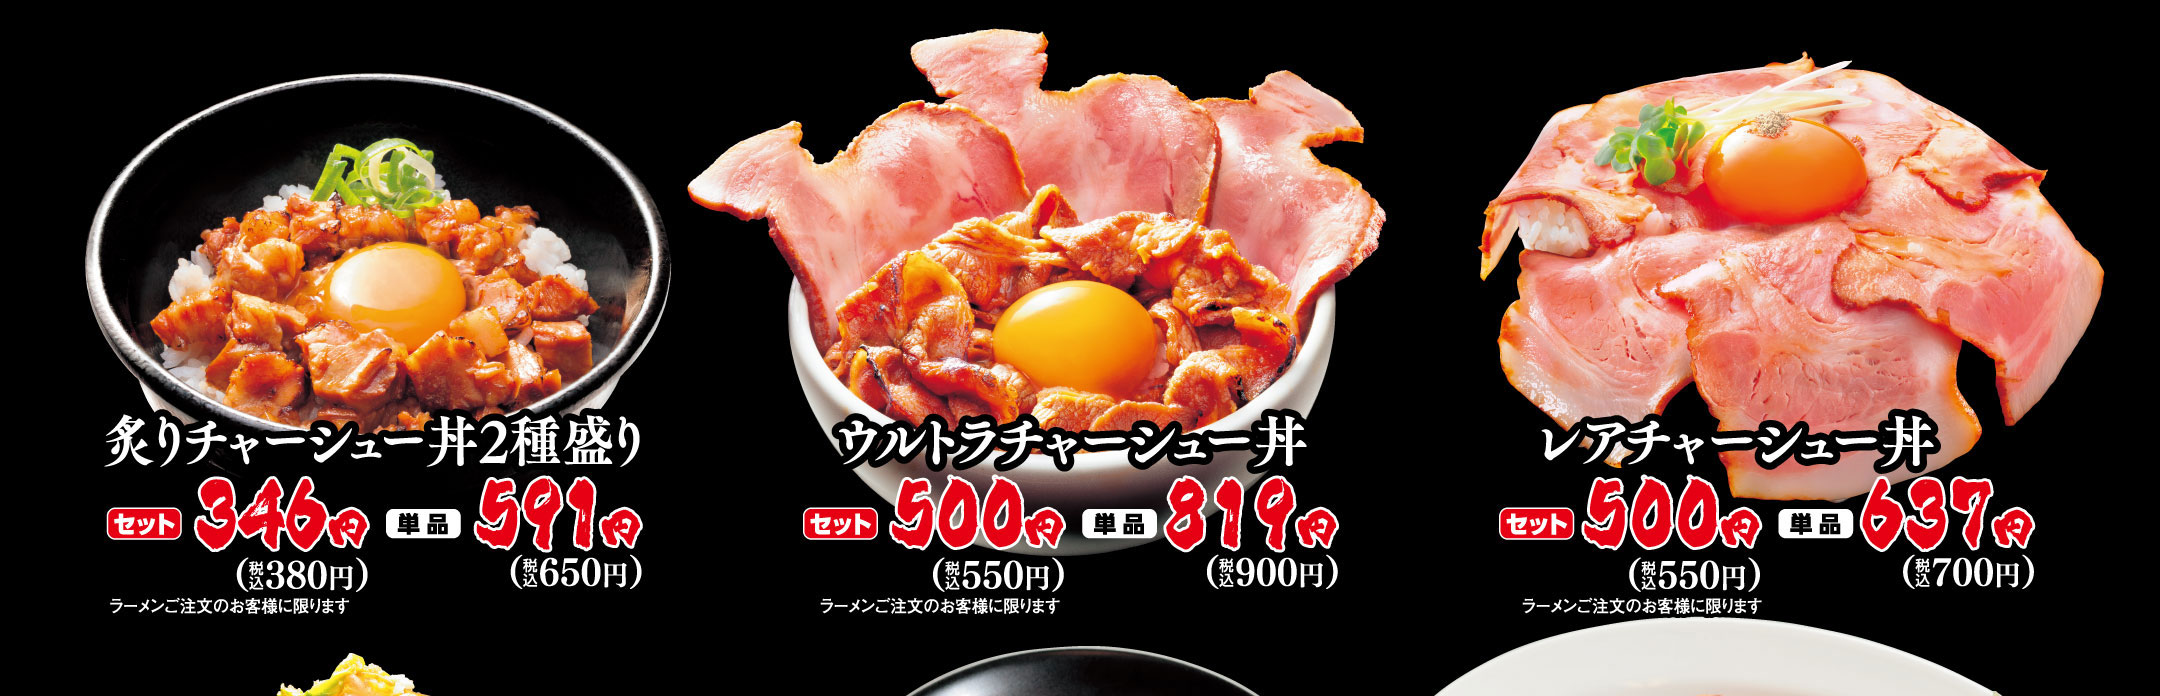 炙りチャーシュー丼2種盛り
セット 346円 単品 591円
(税込380円) (税込650円)
ラーメンご注文のお客様に限ります
ウルトラチャーシュー丼
セット 500円 単品 819円
(税込550円) (税込900円)
ラーメンご注文のお客様に限ります
レアチャーシュー丼
セット 500円 単品 637円
(税込550円) (税込700円)
ラーメンご注文のお客様に限ります